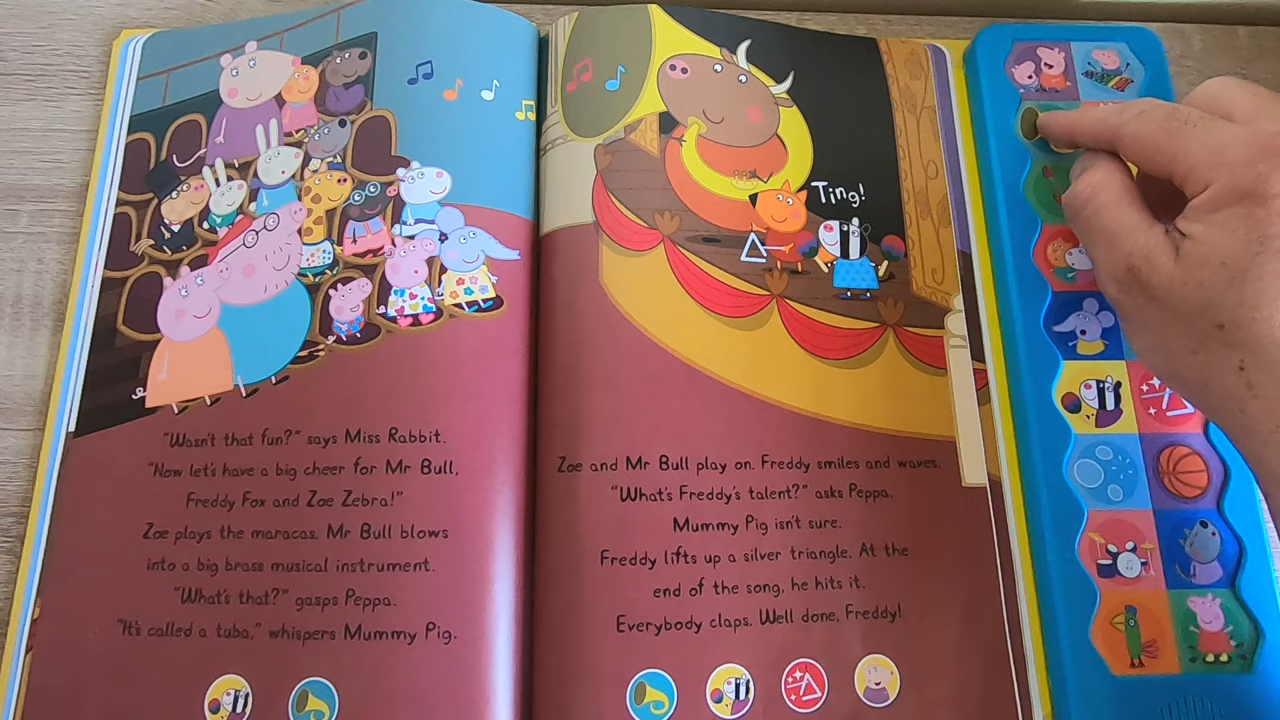 "Wasn't that fun?" says Miss Rabbit.
"Now let's have a big cheer for Mr Bull,
Freddy Fox and Zoe Zebra!"
Zoe plays the maracas. Mr Bull blows
into a big brass musical instrument.
"What's that?" gasps Peppa.
"It's called a tuba," whispers Mummy Pig.
Ting!
Zoe and Mr Bull play on. Freddy smiles and waves.
"What's Freddy's talent?" asks Peppa.
Mummy Pig isn't sure.
Freddy lifts up a silver triangle. At the
end of the song, he hits it.
Everybody claps. Well done, Freddy!